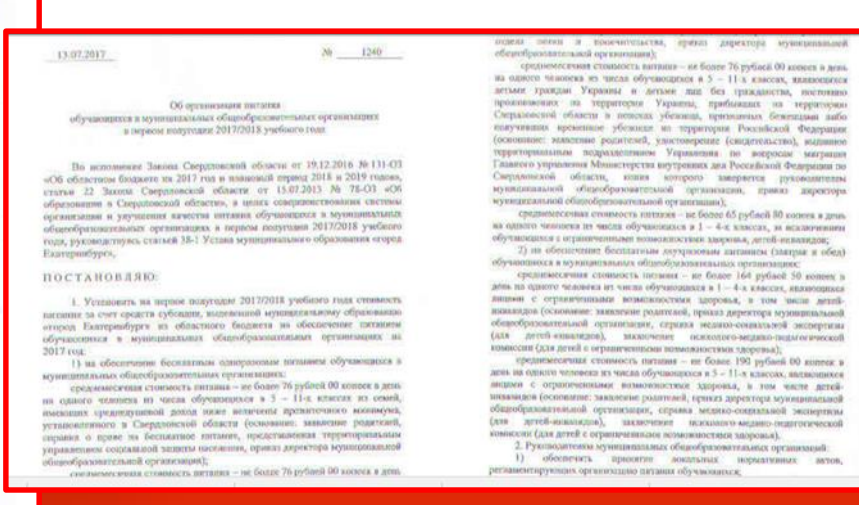 13.07.2017
№ 1240
Об организации питания
обучающихся в муниципальных общеобразовательных организациях
в первом полугодии 2017/2018 учебного года
Во исполнение Закона Свердловской области от 19.12.2016 № 131-ОЗ
«Об областном бюджете на 2017 год и плановый период 2018 и 2019 годов»,
статьи 22 Закона Свердловской области от 15.07.2013 № 78-ОЗ «Об
образовании в Свердловской области», в целях совершенствования системы
организации и улучшения качества питания обучающихся в муниципальных
общеобразовательных организациях в первом полугодии 2017/2018 учебного
года, руководствуясь статьей 38-1 Устава муниципального образования «город
Екатеринбург»,
ПОСТАНОВЛЯЮ:
1. Установить на первое полугодие 2017/2018 учебного года стоимость
питания за счет средств субсидии, выделенной муниципальному образованию
«город Екатеринбург» из областного бюджета на обеспечение питанием
обучающихся в муниципальных общеобразовательных организациях на
2017 год:
1) на обеспечение бесплатным одноразовым питанием обучающихся в
муниципальных общеобразовательных организациях:
среднемесячная стоимость питания – не более 76 рублей 00 копеек в день
на одного человека из числа обучающихся в 5 – 11-х классах из семей,
имеющих среднедушевой доход ниже величины прожиточного минимума,
установленного в Свердловской области (основание: заявление родителей,
справка о праве на бесплатное питание, представленная территориальным
управлением социальной защиты населения, приказ директора муниципальной
общеобразовательной организации);
среднемесячная стоимость питания – не более 76 рублей 00 копеек в день
отдела опеки и попечительства, приказ директора муниципальной
общеобразовательной организации);
среднемесячная стоимость питания – не более 76 рублей 00 копеек в день
на одного человека из числа обучающихся в 5 – 11-х классах, являющихся
детьми граждан Украины и детьми лиц без гражданства, постоянно
проживавших на территории Украины, прибывших на территорию
Свердловской области в поисках убежища, признанных беженцами либо
получивших временное убежище на территории Российской Федерации
(основание: заявление родителей, удостоверение (свидетельство), выданное
территориальным подразделением Управления по вопросам миграции
Главного управления Министерства внутренних дел Российской Федерации по
Свердловской области, копия которого заверяется руководителем
муниципальной общеобразовательной организации, приказ директора
муниципальной общеобразовательной организации);
среднемесячная стоимость питания – не более 65 рублей 80 копеек в день
на одного человека из числа обучающихся в 1 – 4-х классах, за исключением
обучающихся с ограниченными возможностями здоровья, детей-инвалидов;
2) на обеспечение бесплатным двухразовым питанием (завтрак и обед)
обучающихся в муниципальных общеобразовательных организациях:
среднемесячная стоимость питания – не более 164 рублей 50 копеек в
день на одного человека из числа обучающихся в 1 – 4-х классах, являющихся
лицами с ограниченными возможностями здоровья, в том числе детей-
инвалидов (основание: заявление родителей, приказ директора муниципальной
общеобразовательной организации, справка медико-социальной экспертизы
(для детей-инвалидов), заключение психолого-медико-педагогической
комиссии (для детей с ограниченными возможностями здоровья);
среднемесячная стоимость питания – не более 190 рублей 00 копеек в
день на одного человека из числа обучающихся в 5 – 11-х классах, являющихся
лицами с ограниченными возможностями здоровья, в том числе детей-
инвалидов (основание: заявление родителей, приказ директора муниципальной
общеобразовательной организации, справка медико-социальной экспертизы
(для детей-инвалидов), заключение психолого-медико-педагогической
комиссии (для детей с ограниченными возможностями здоровья).
2. Руководителям муниципальных общеобразовательных организаций:
1) обеспечить принятие локальных нормативных актов,
регламентирующих организацию питания обучающихся;